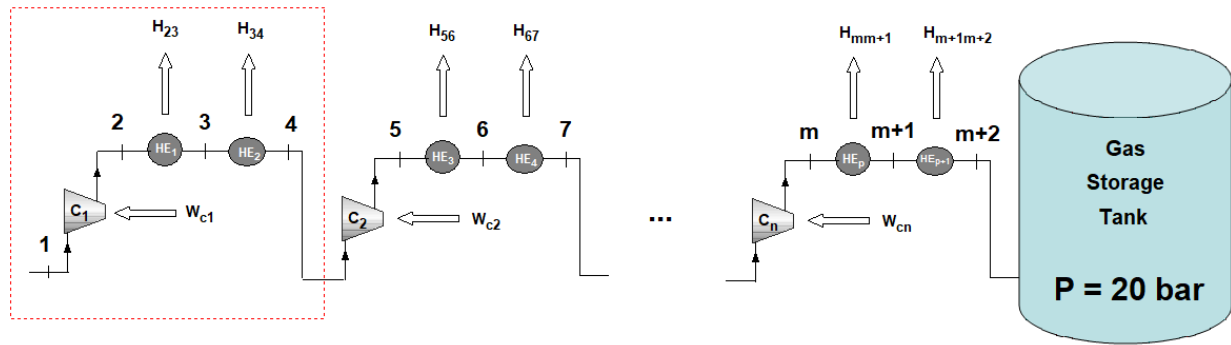 H23 H34 H56 H67 Hmm+1 Hm+1m+2
2 HE1 3 HE2 4 5 HE3 6 HE4 7 m HEp m+1 HEp+1 m+2
Gas
Storage
Tank
C1 Wc1 C2 Wc2 ... Cn Wcn
1
P = 20 bar